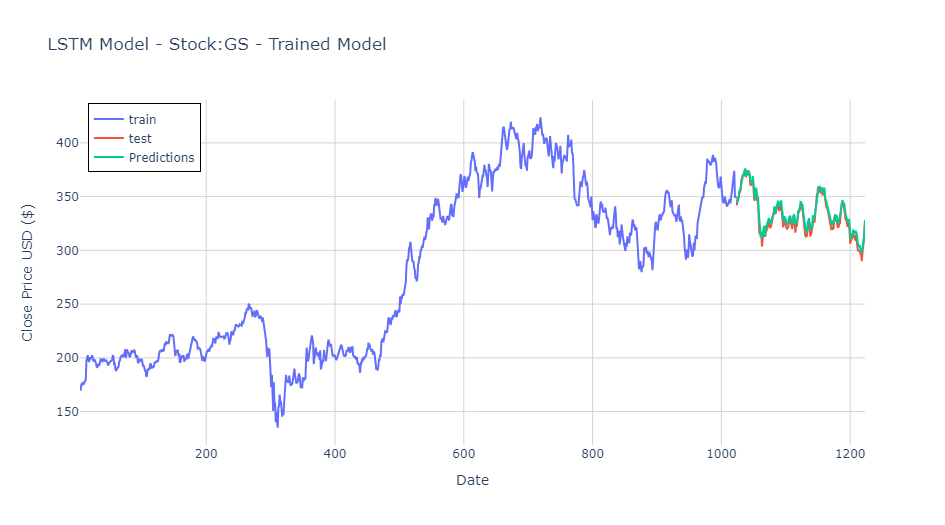 LSTM Model - Stock:GS - Trained Model
train
test
Predictions
400
350
300
250
200
150
Close Price USD ($)
200 400 600 800 1000 1200
Date